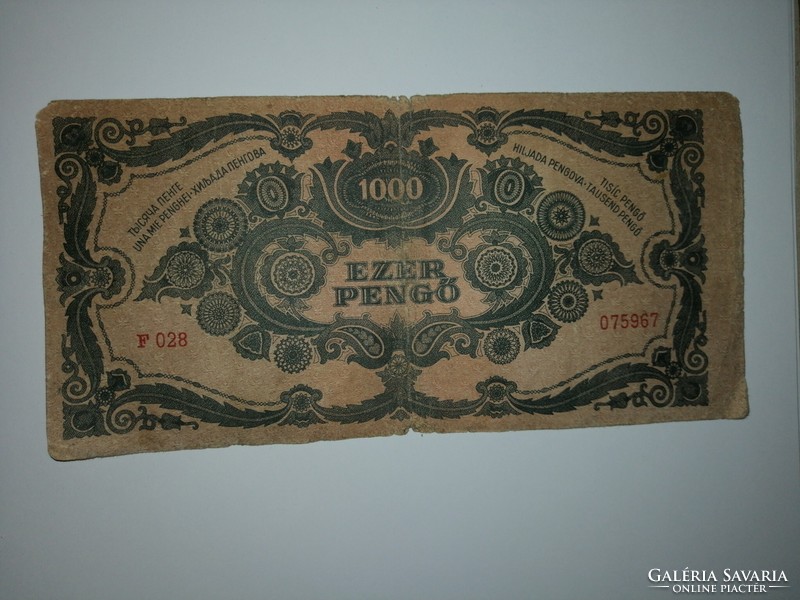 ТЫСЯЧА ПЕНГЕ
UNA MIE PENGHEI·ХИЉАДА ПЕНГОВА
HILJADA PENGOVA·TAUSEND PENGŐ
TISÍC PENGŐ
1000
EZER
PENGŐ
F 028
075967
GALÉRIA SAVARIA
ONLINE PIACTÉR